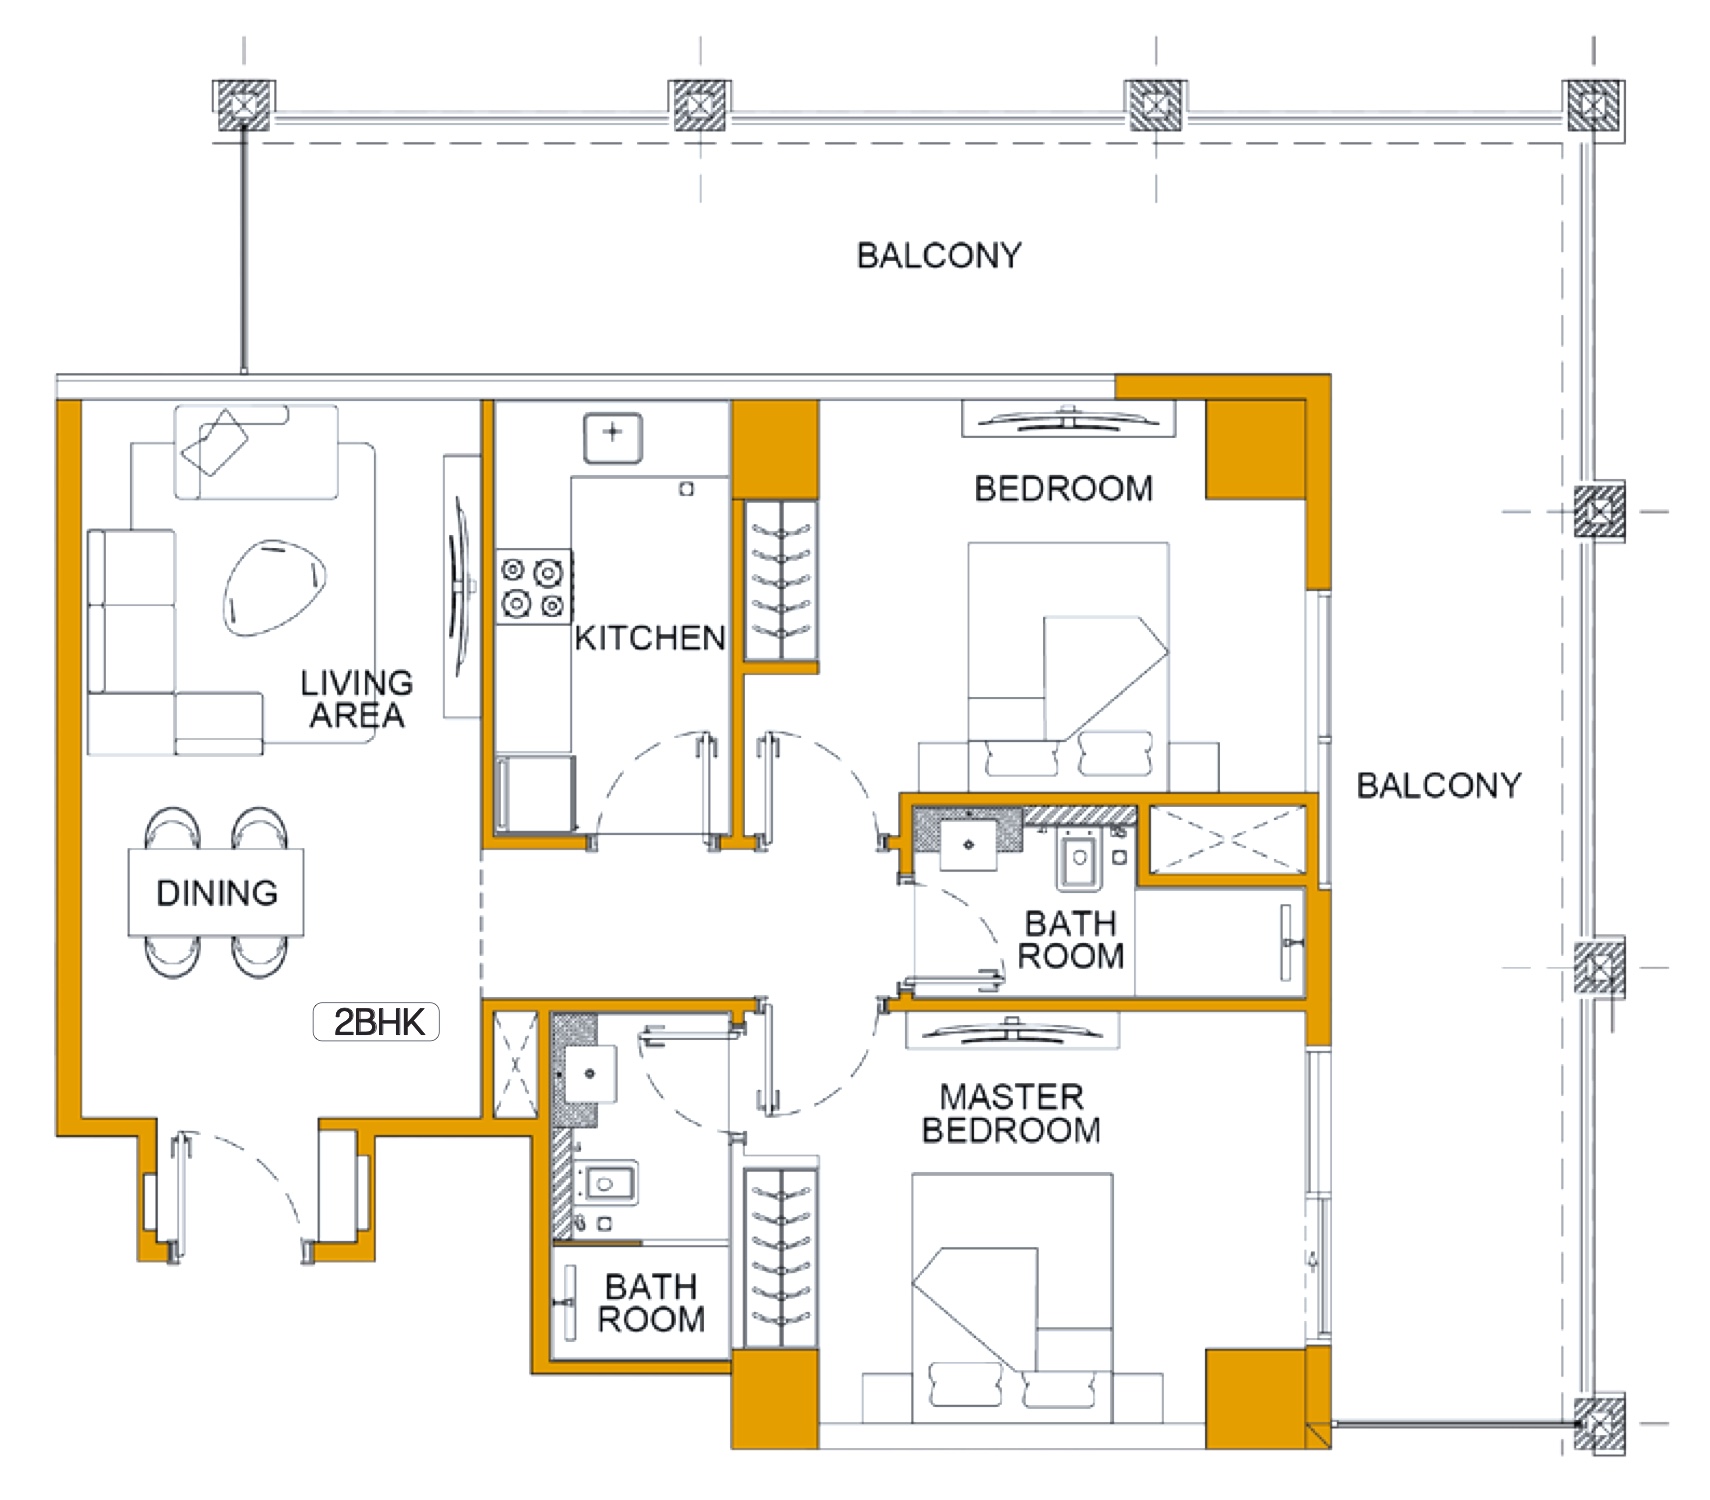 BALCONY
BEDROOM
KITCHEN
LIVING
AREA
BALCONY
DINING
BATH
ROOM
2BHK
MASTER
BEDROOM
BATH
ROOM